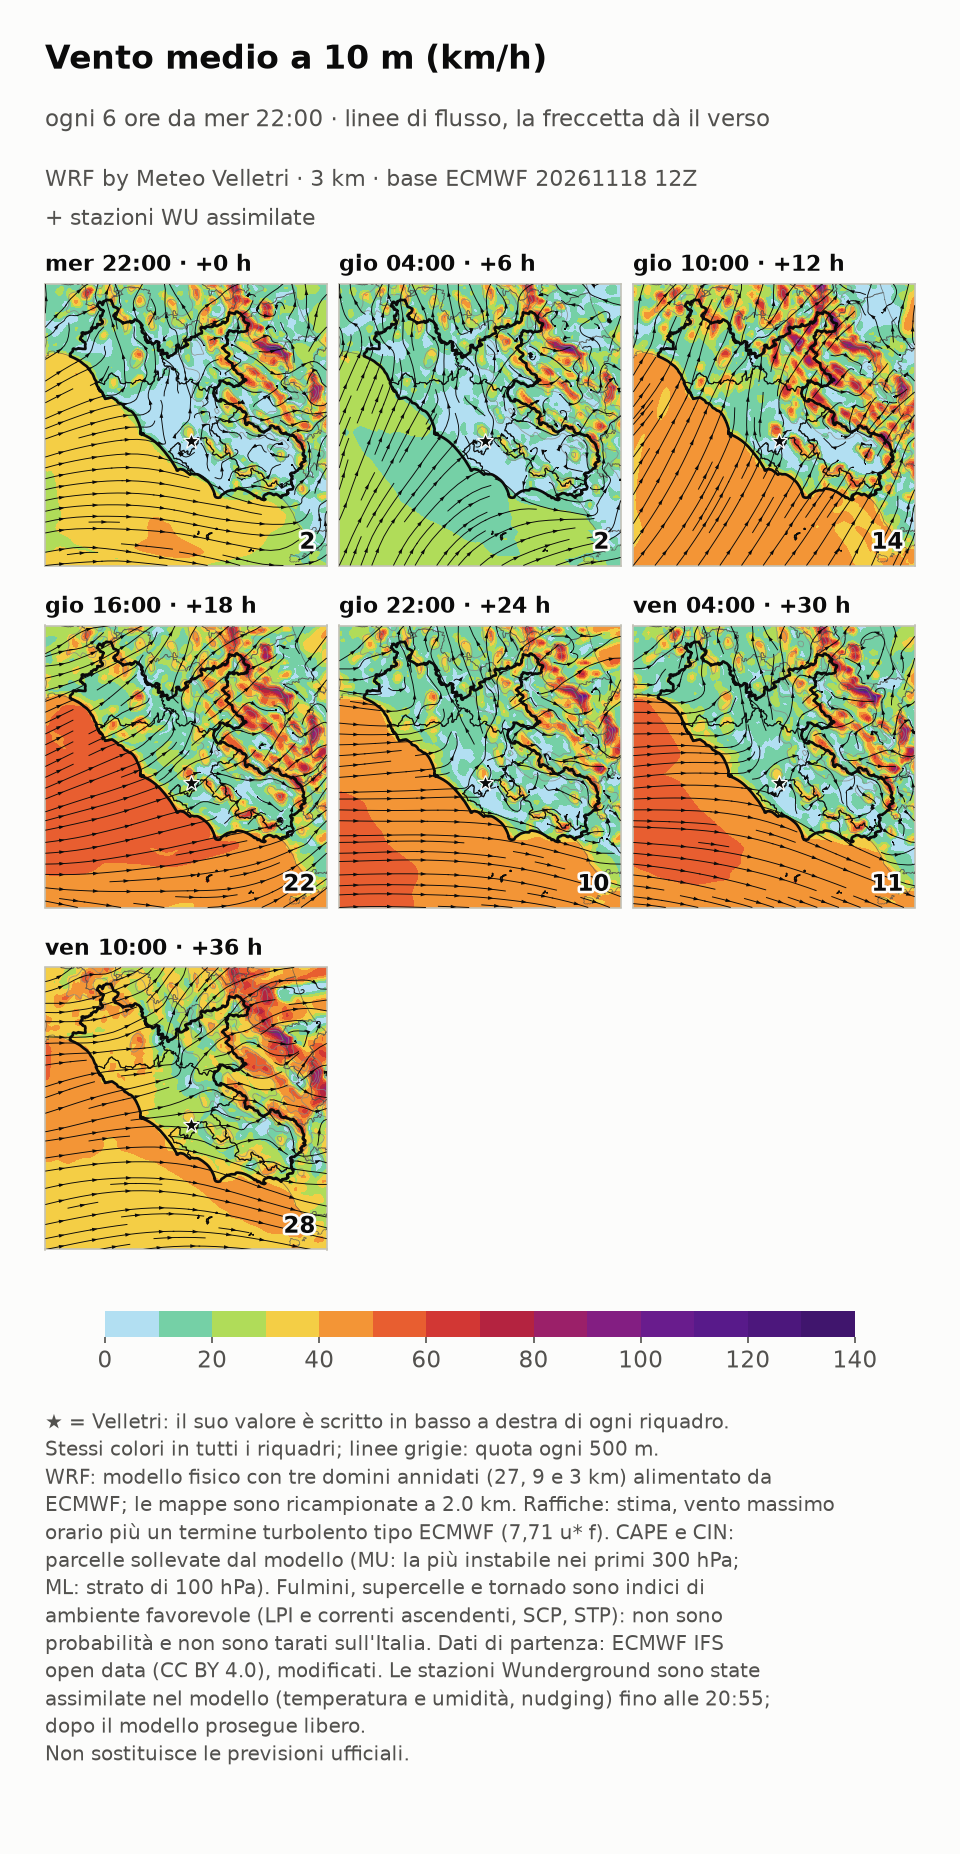 Vento medio a 10 m (km/h)
ogni 6 ore da mer 22:00 · linee di flusso, la freccetta dà il verso
WRF by Meteo Velletri · 3 km · base ECMWF 20261118 12Z
+ stazioni WU assimilate
mer 22:00 · +0 h
gio 04:00 · +6 h
gio 10:00 · +12 h
2
2
14
gio 16:00 · +18 h
gio 22:00 · +24 h
ven 04:00 · +30 h
22
10
11
ven 10:00 · +36 h
28
0 20 40 60 80 100 120 140
★ = Velletri: il suo valore è scritto in basso a destra di ogni riquadro.
Stessi colori in tutti i riquadri; linee grigie: quota ogni 500 m.
WRF: modello fisico con tre domini annidati (27, 9 e 3 km) alimentato da
ECMWF; le mappe sono ricampionate a 2.0 km. Raffiche: stima, vento massimo
orario più un termine turbolento tipo ECMWF (7,71 u* f). CAPE e CIN:
parcelle sollevate dal modello (MU: la più instabile nei primi 300 hPa;
ML: strato di 100 hPa). Fulmini, supercelle e tornado sono indici di
ambiente favorevole (LPI e correnti ascendenti, SCP, STP): non sono
probabilità e non sono tarati sull'Italia. Dati di partenza: ECMWF IFS
open data (CC BY 4.0), modificati. Le stazioni Wunderground sono state
assimilate nel modello (temperatura e umidità, nudging) fino alle 20:55;
dopo il modello prosegue libero.
Non sostituisce le previsioni ufficiali.